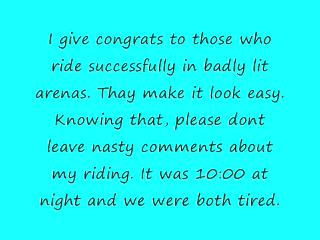 I give congrats to those who
ride successfully in badly lit
arenas. Thay make it look easy.
Knowing that, please dont
leave nasty comments about
my riding. It was 10:00 at
night and we were both tired.